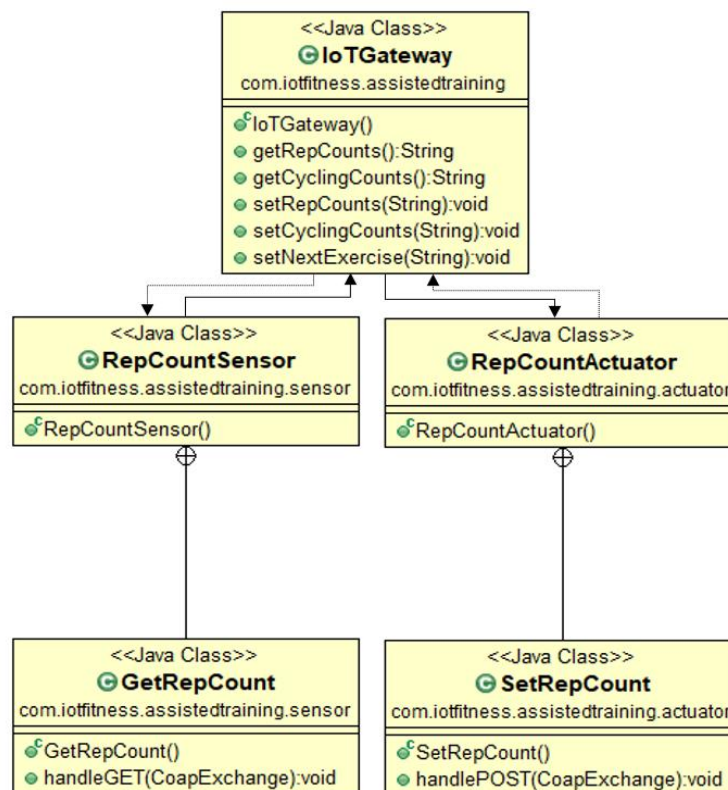 <<Java Class>>
IoTGateway
com.iotfitness.assistedtraining
IoTGateway()
getRepCounts():String
getCyclingCounts():String
setRepCounts(String):void
setCyclingCounts(String):void
setNextExercise(String):void
<<Java Class>>
RepCountSensor
com.iotfitness.assistedtraining.sensor
RepCountSensor()
<<Java Class>>
RepCountActuator
com.iotfitness.assistedtraining.actuator
RepCountActuator()
<<Java Class>>
GetRepCount
com.iotfitness.assistedtraining.sensor
GetRepCount()
handleGET(CoapExchange):void
<<Java Class>>
SetRepCount
com.iotfitness.assistedtraining.actuator
SetRepCount()
handlePOST(CoapExchange):void